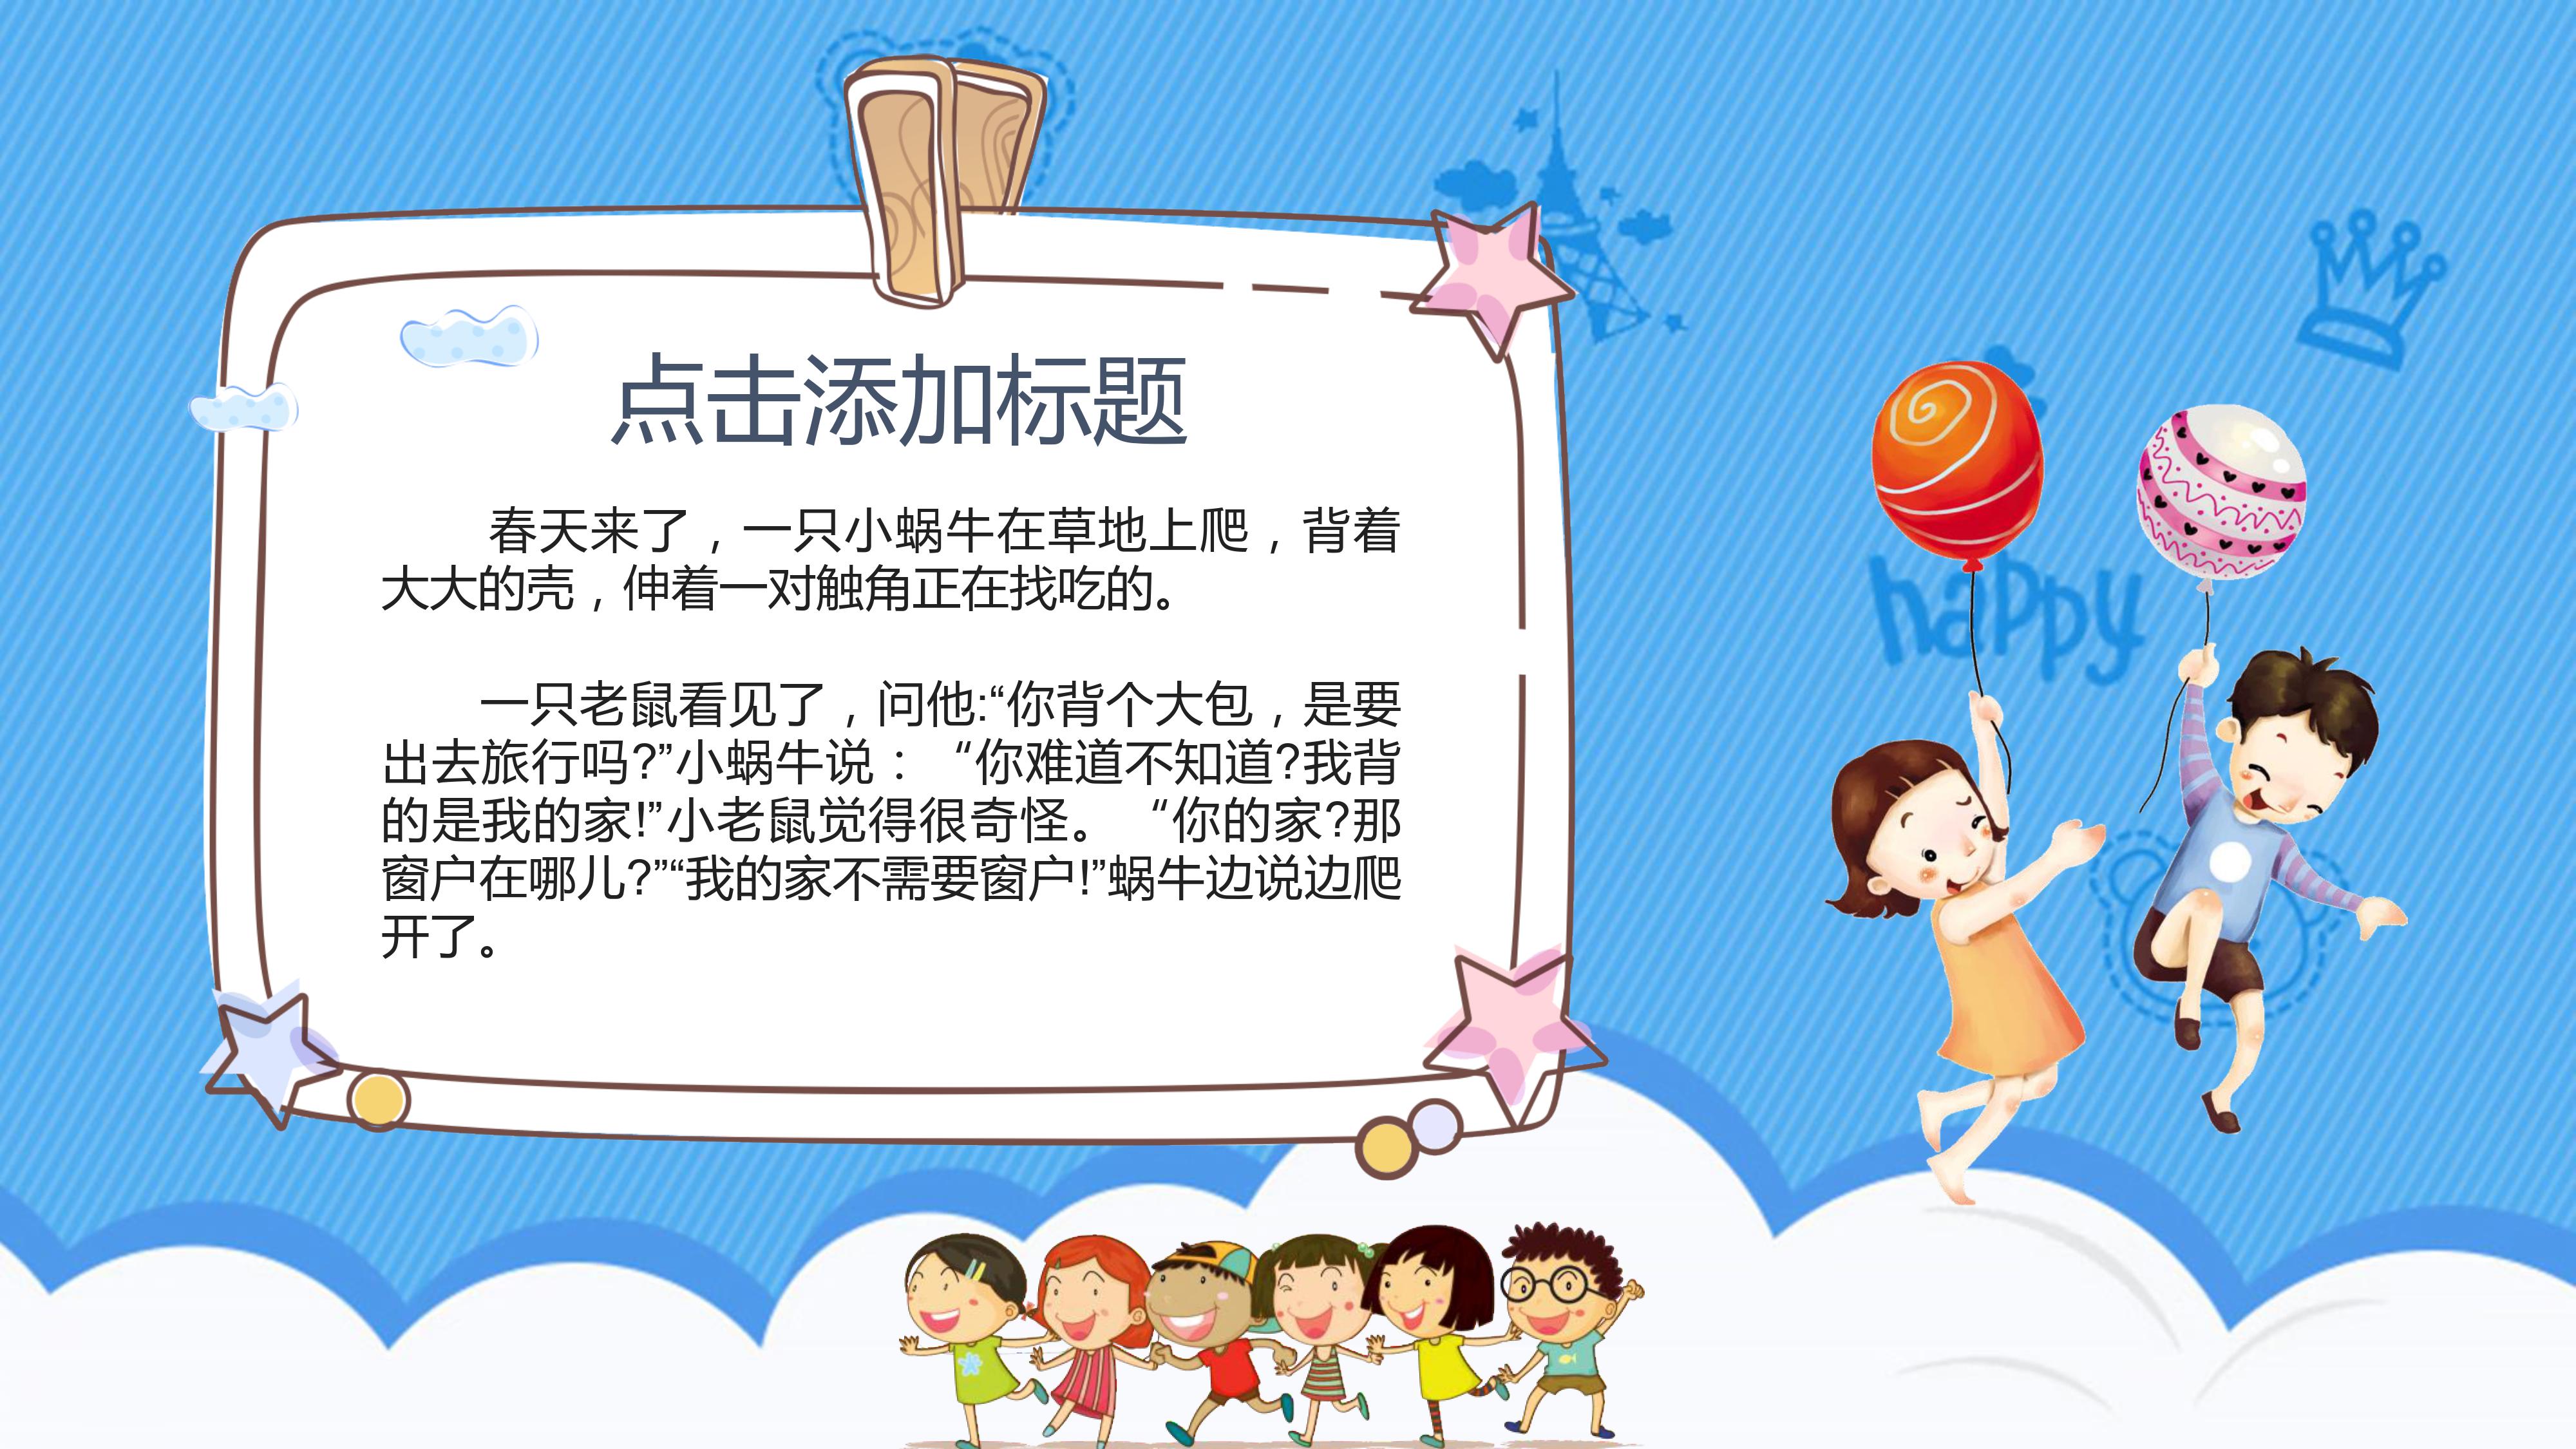 点击添加标题
春天来了，一只小蜗牛在草地上爬，背着
大大的壳，伸着一对触角正在找吃的。
一只老鼠看见了，问他:“你背个大包，是要
出去旅行吗?”小蜗牛说：“你难道不知道?我背
的是我的家!”小老鼠觉得很奇怪。“你的家?那
窗户在哪儿?”“我的家不需要窗户!”蜗牛边说边爬
开了。
happy